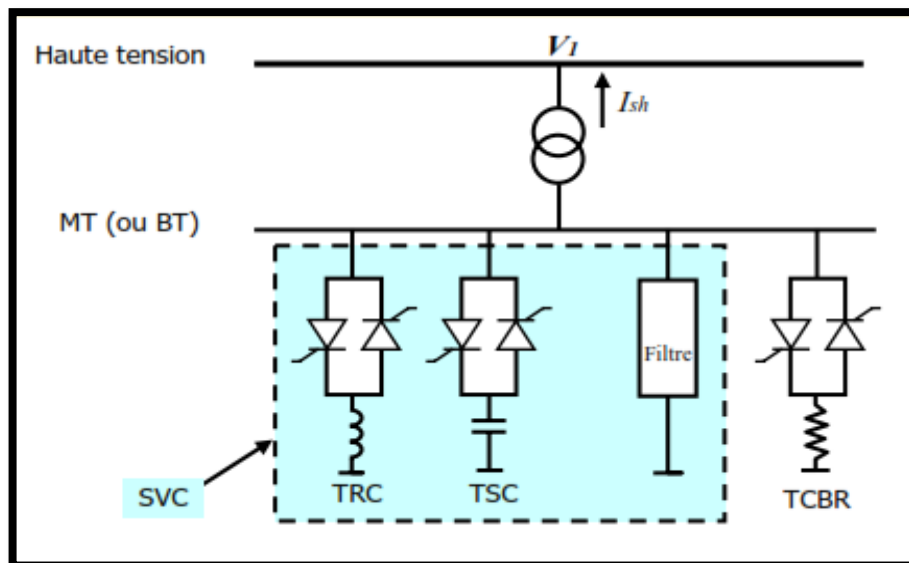 Haute tension
V1
Ish
MT (ou BT)
Filtre
SVC
TRC
TSC
TCBR